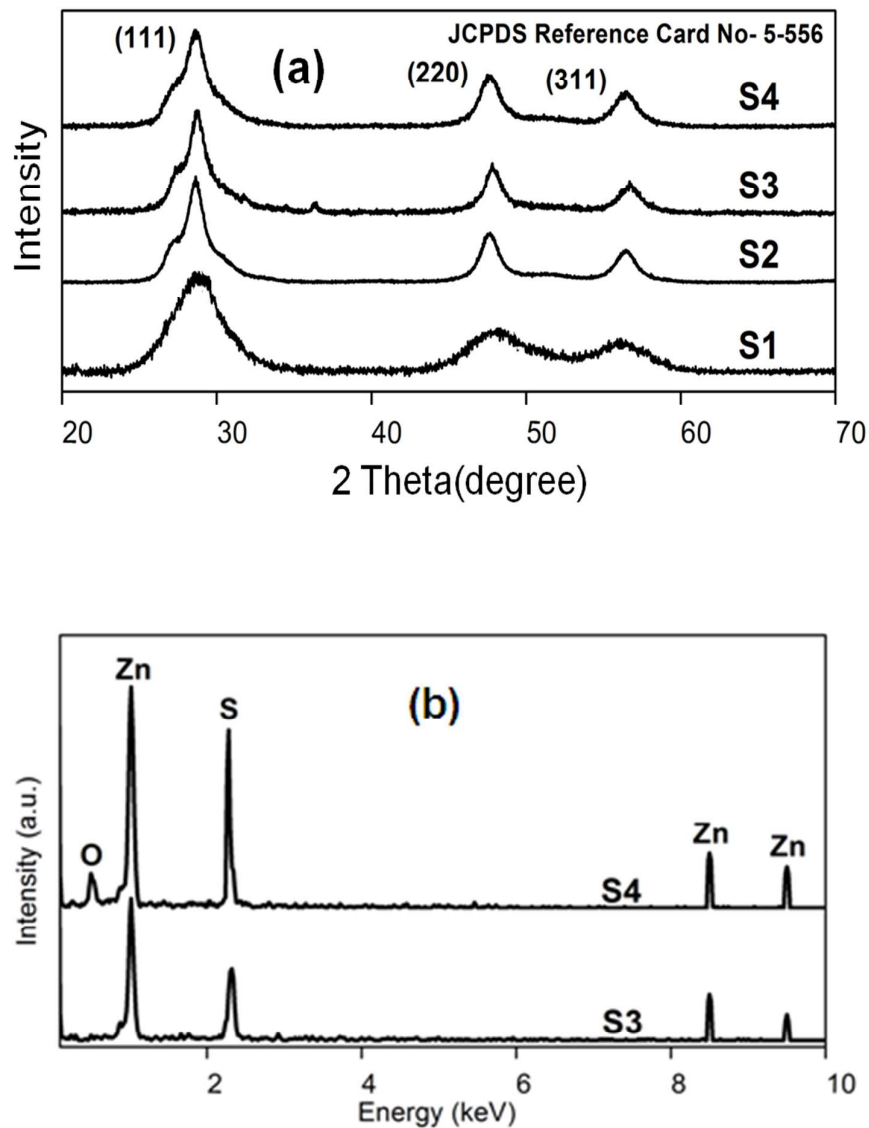 JCPDS Reference Card No- 5-556
(111)
(a)
(220)
(311)
S4
S3
S2
S1
Intensity
20 30 40 50 60 70
2 Theta(degree)
Zn
(b)
S
O
Zn
Zn
S4
S3
Intensity (a.u.)
2 4 6 8 10
Energy (keV)